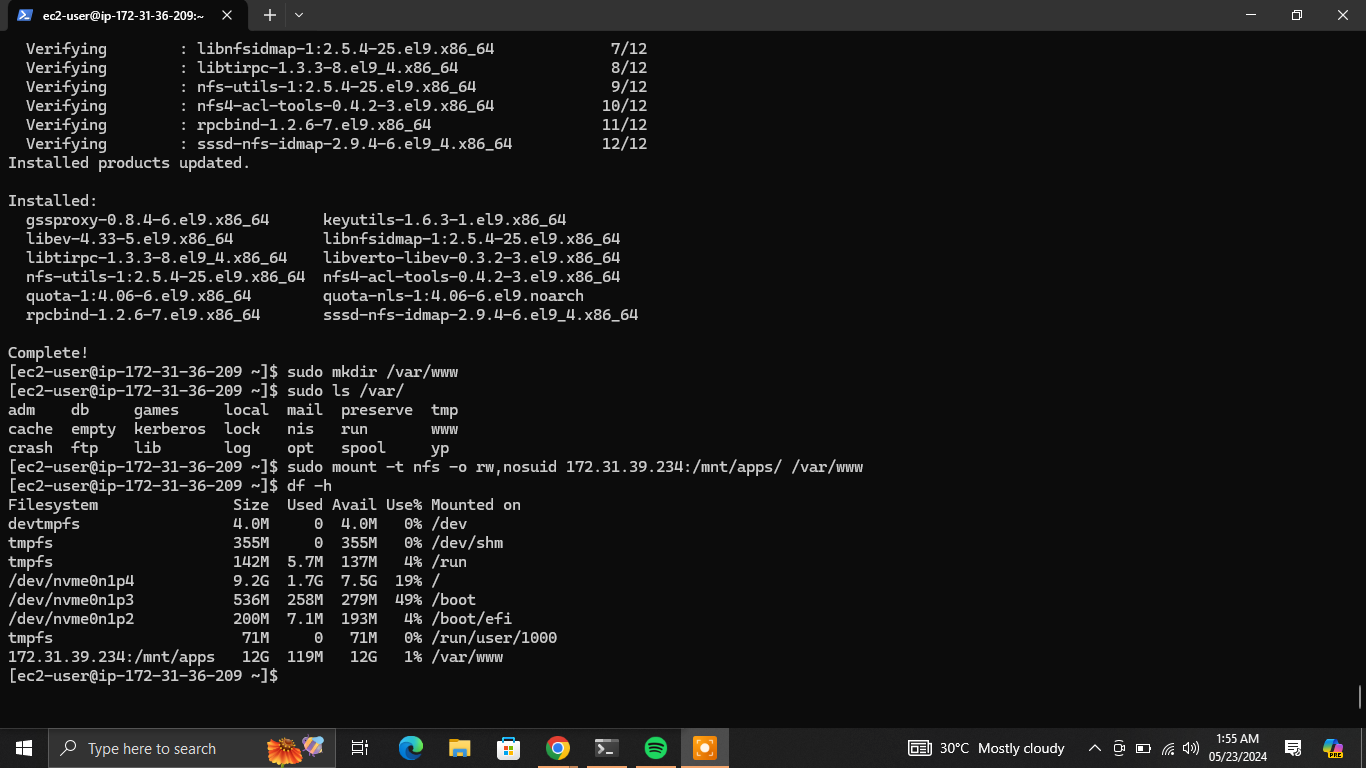 ec2-user@ip-172-31-36-209:~
Verifying        : libnfsidmap-1:2.5.4-25.el9.x86_64             7/12
Verifying        : libtirpc-1.3.3-8.el9_4.x86_64                 8/12
Verifying        : nfs-utils-1:2.5.4-25.el9.x86_64               9/12
Verifying        : nfs4-acl-tools-0.4.2-3.el9.x86_64            10/12
Verifying        : rpcbind-1.2.6-7.el9.x86_64                   11/12
Verifying        : sssd-nfs-idmap-2.9.4-6.el9_4.x86_64          12/12
Installed products updated.
Installed:
gssproxy-0.8.4-6.el9.x86_64      keyutils-1.6.3-1.el9.x86_64
libev-4.33-5.el9.x86_64          libnfsidmap-1:2.5.4-25.el9.x86_64
libtirpc-1.3.3-8.el9_4.x86_64    libverto-libev-0.3.2-3.el9.x86_64
nfs-utils-1:2.5.4-25.el9.x86_64  nfs4-acl-tools-0.4.2-3.el9.x86_64
quota-1:4.06-6.el9.x86_64        quota-nls-1:4.06-6.el9.noarch
rpcbind-1.2.6-7.el9.x86_64       sssd-nfs-idmap-2.9.4-6.el9_4.x86_64
Complete!
[ec2-user@ip-172-31-36-209 ~]$ sudo mkdir /var/www
[ec2-user@ip-172-31-36-209 ~]$ sudo ls /var/
adm    db     games     local  mail  preserve  tmp
cache  empty  kerberos  lock   nis   run       www
crash  ftp    lib       log    opt   spool     yp
[ec2-user@ip-172-31-36-209 ~]$ sudo mount -t nfs -o rw,nosuid 172.31.39.234:/mnt/apps/ /var/www
[ec2-user@ip-172-31-36-209 ~]$ df -h
Filesystem               Size  Used Avail Use% Mounted on
devtmpfs                 4.0M     0  4.0M   0% /dev
tmpfs                    355M     0  355M   0% /dev/shm
tmpfs                    142M  5.7M  137M   4% /run
/dev/nvme0n1p4           9.2G  1.7G  7.5G  19% /
/dev/nvme0n1p3           536M  258M  279M  49% /boot
/dev/nvme0n1p2           200M  7.1M  193M   4% /boot/efi
tmpfs                     71M     0   71M   0% /run/user/1000
172.31.39.234:/mnt/apps   12G  119M   12G   1% /var/www
[ec2-user@ip-172-31-36-209 ~]$
Type here to search
30°C Mostly cloudy
1:55 AM
05/23/2024
PRE